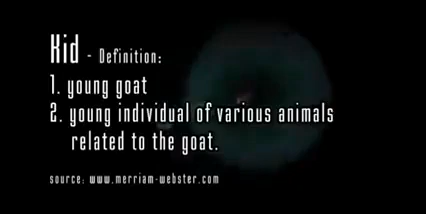 Kid - Definition:
1. young goat
2. young individual of various animals
related to the goat.
source: www.merriam-webster.com